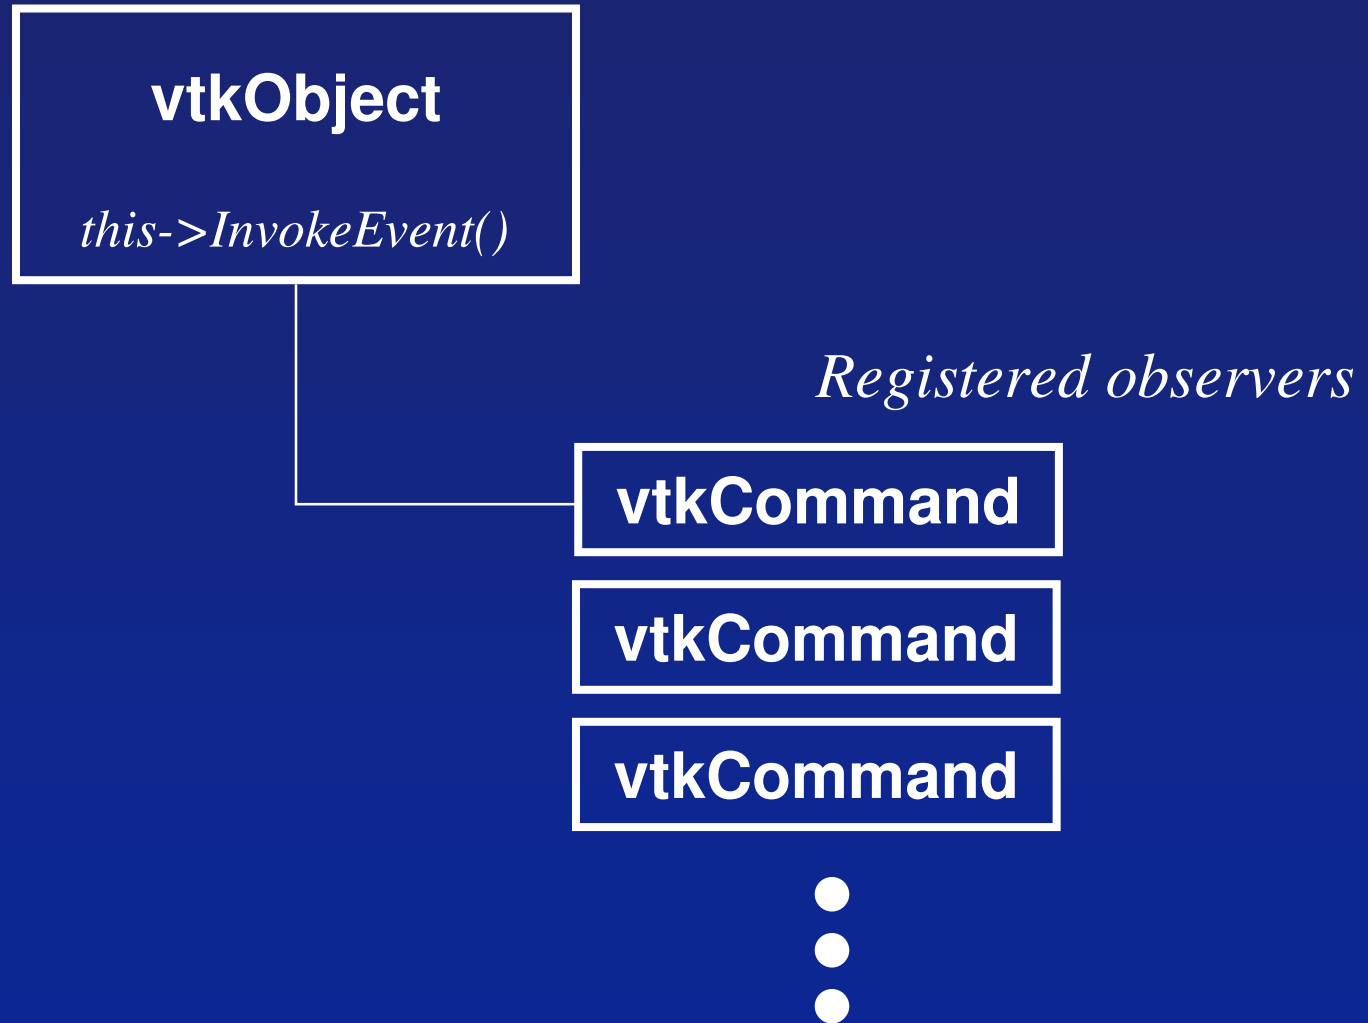 vtkObject
this->InvokeEvent()
Registered observers
vtkCommand
vtkCommand
vtkCommand